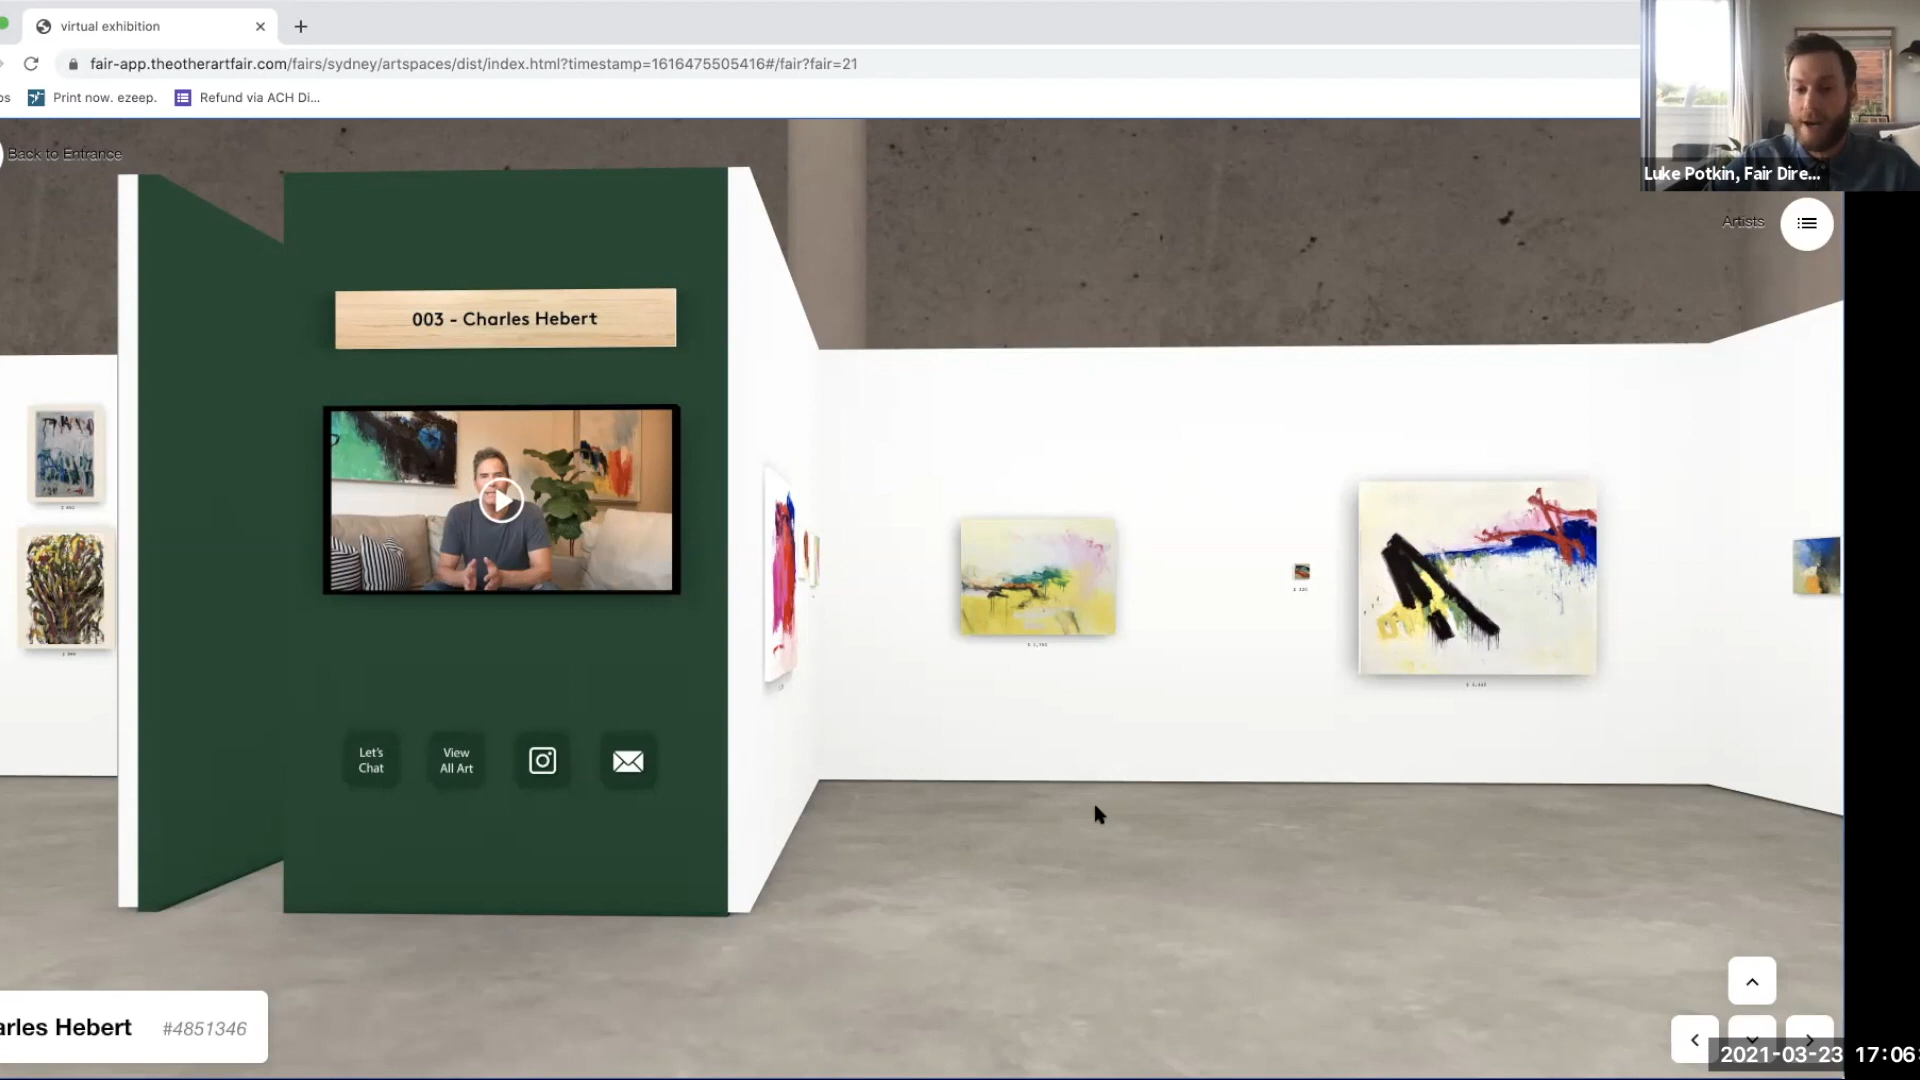 virtual exhibition
fair-app.theotherartfair.com/fairs/sydney/artspaces/dist/index.html?timestamp=1616475505416#/fair?fair=21
Print now. ezeep.
Refund via ACH Di...
Luke Potkin, Fair Dire...
Back to Entrance
Artists
003 - Charles Hebert
Let's
Chat
View
All Art
arles Hebert #4851346
2021-03-23 17:06